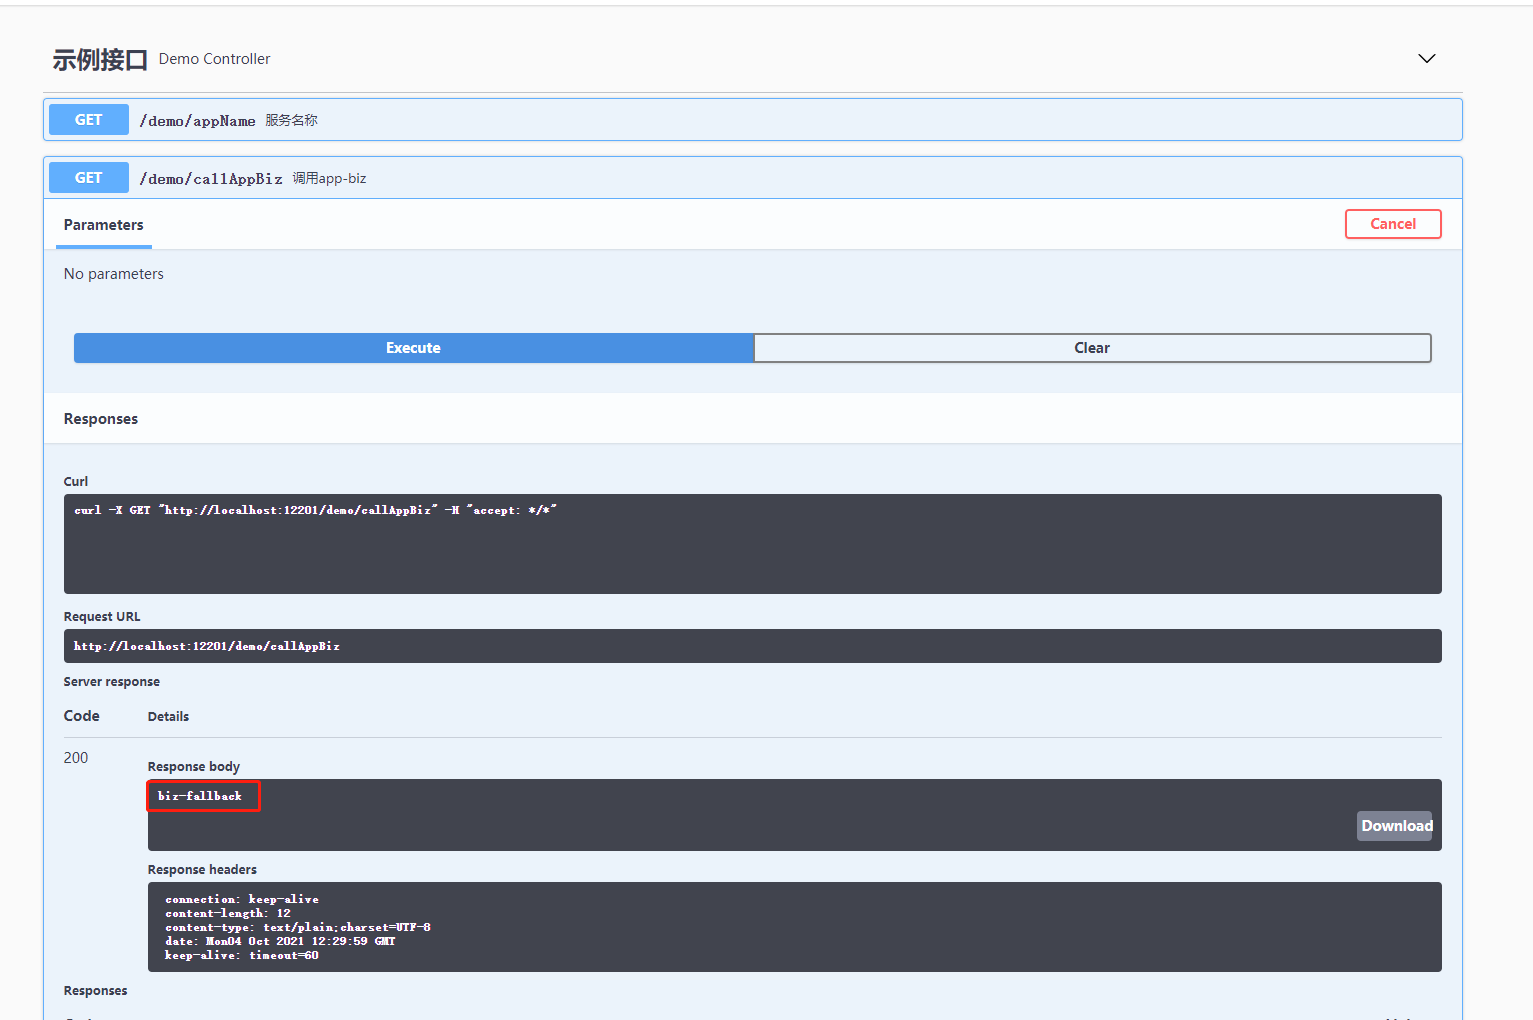 示例接口 Demo Controller
GET /demo/appName 服务名称
GET /demo/callAppBiz 调用app-biz
Parameters Cancel
No parameters
Execute Clear
Responses
Curl
curl -X GET "http://localhost:12201/demo/callAppBiz" -H "accept: */*"
Request URL
http://localhost:12201/demo/callAppBiz
Server response
Code Details
200
Response body
biz-fallback
Download
Response headers
connection: keep-alive
content-length: 12
content-type: text/plain;charset=UTF-8
date: Mon04 Oct 2021 12:29:59 GMT
keep-alive: timeout=60
Responses